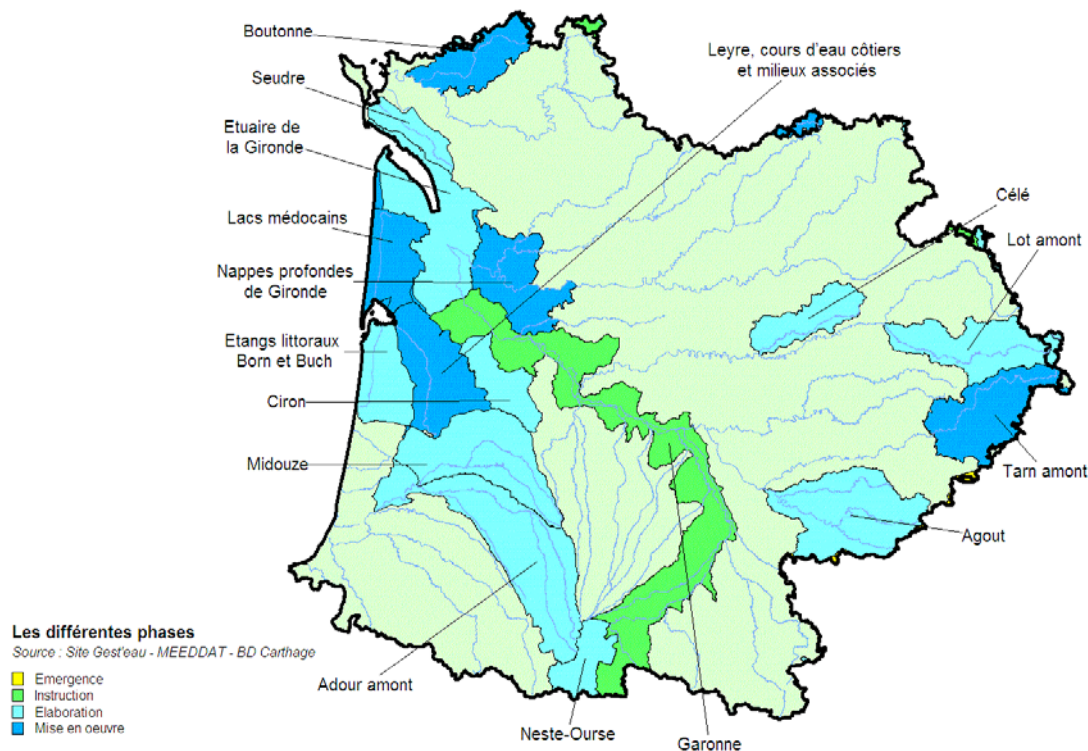 Boutonne
Leyre, cours d'eau côtiers
et milieux associés
Seudre
Etuaire de
la Gironde
Célé
Lacs médocains
Lot amont
Nappes profondes
de Gironde
Etangs littoraux
Born et Buch
Ciron
Midouze
Tarn amont
Agout
Les différentes phases
Source : Site Gest'eau - MEEDDAT - BD Carthage
Emergence
Instruction
Elaboration
Mise en oeuvre
Adour amont
Neste-Ourse
Garonne